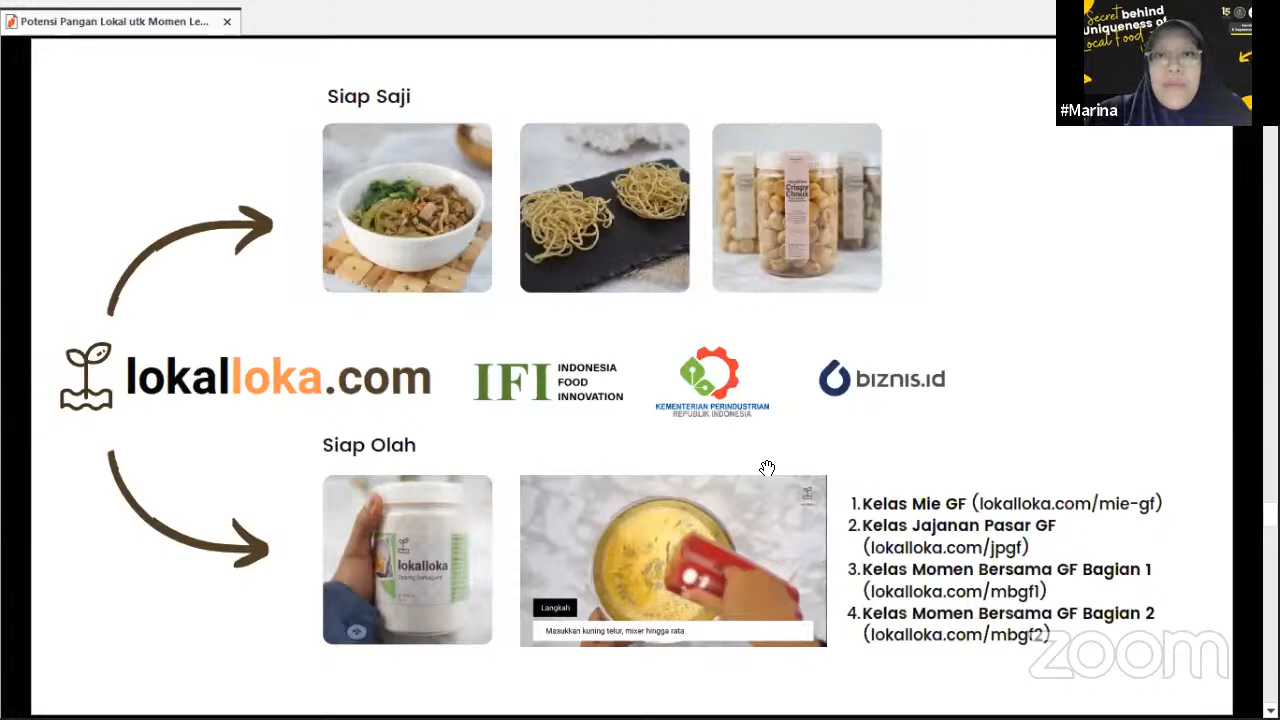 Potensi Pangan Lokal utk Momen Le...
Secret behind
uniqueness of
Local Food
15
#Marina
Siap Saji
Crispy
Choux
lokalloka.com
IFI INDONESIA
FOOD
INNOVATION
KEMENTERIAN PERINDUSTRIAN
REPUBLIK INDONESIA
biznis.id
Siap Olah
lokalloka
Langkah
Masukkan kuning telur, mixer hingga rata
1. Kelas Mie GF (lokalloka.com/mie-gf)
2. Kelas Jajanan Pasar GF
(lokalloka.com/jpgf)
3. Kelas Momen Bersama GF Bagian 1
(lokalloka.com/mbgf1)
4. Kelas Momen Bersama GF Bagian 2
(lokalloka.com/mbgf2)
zoom